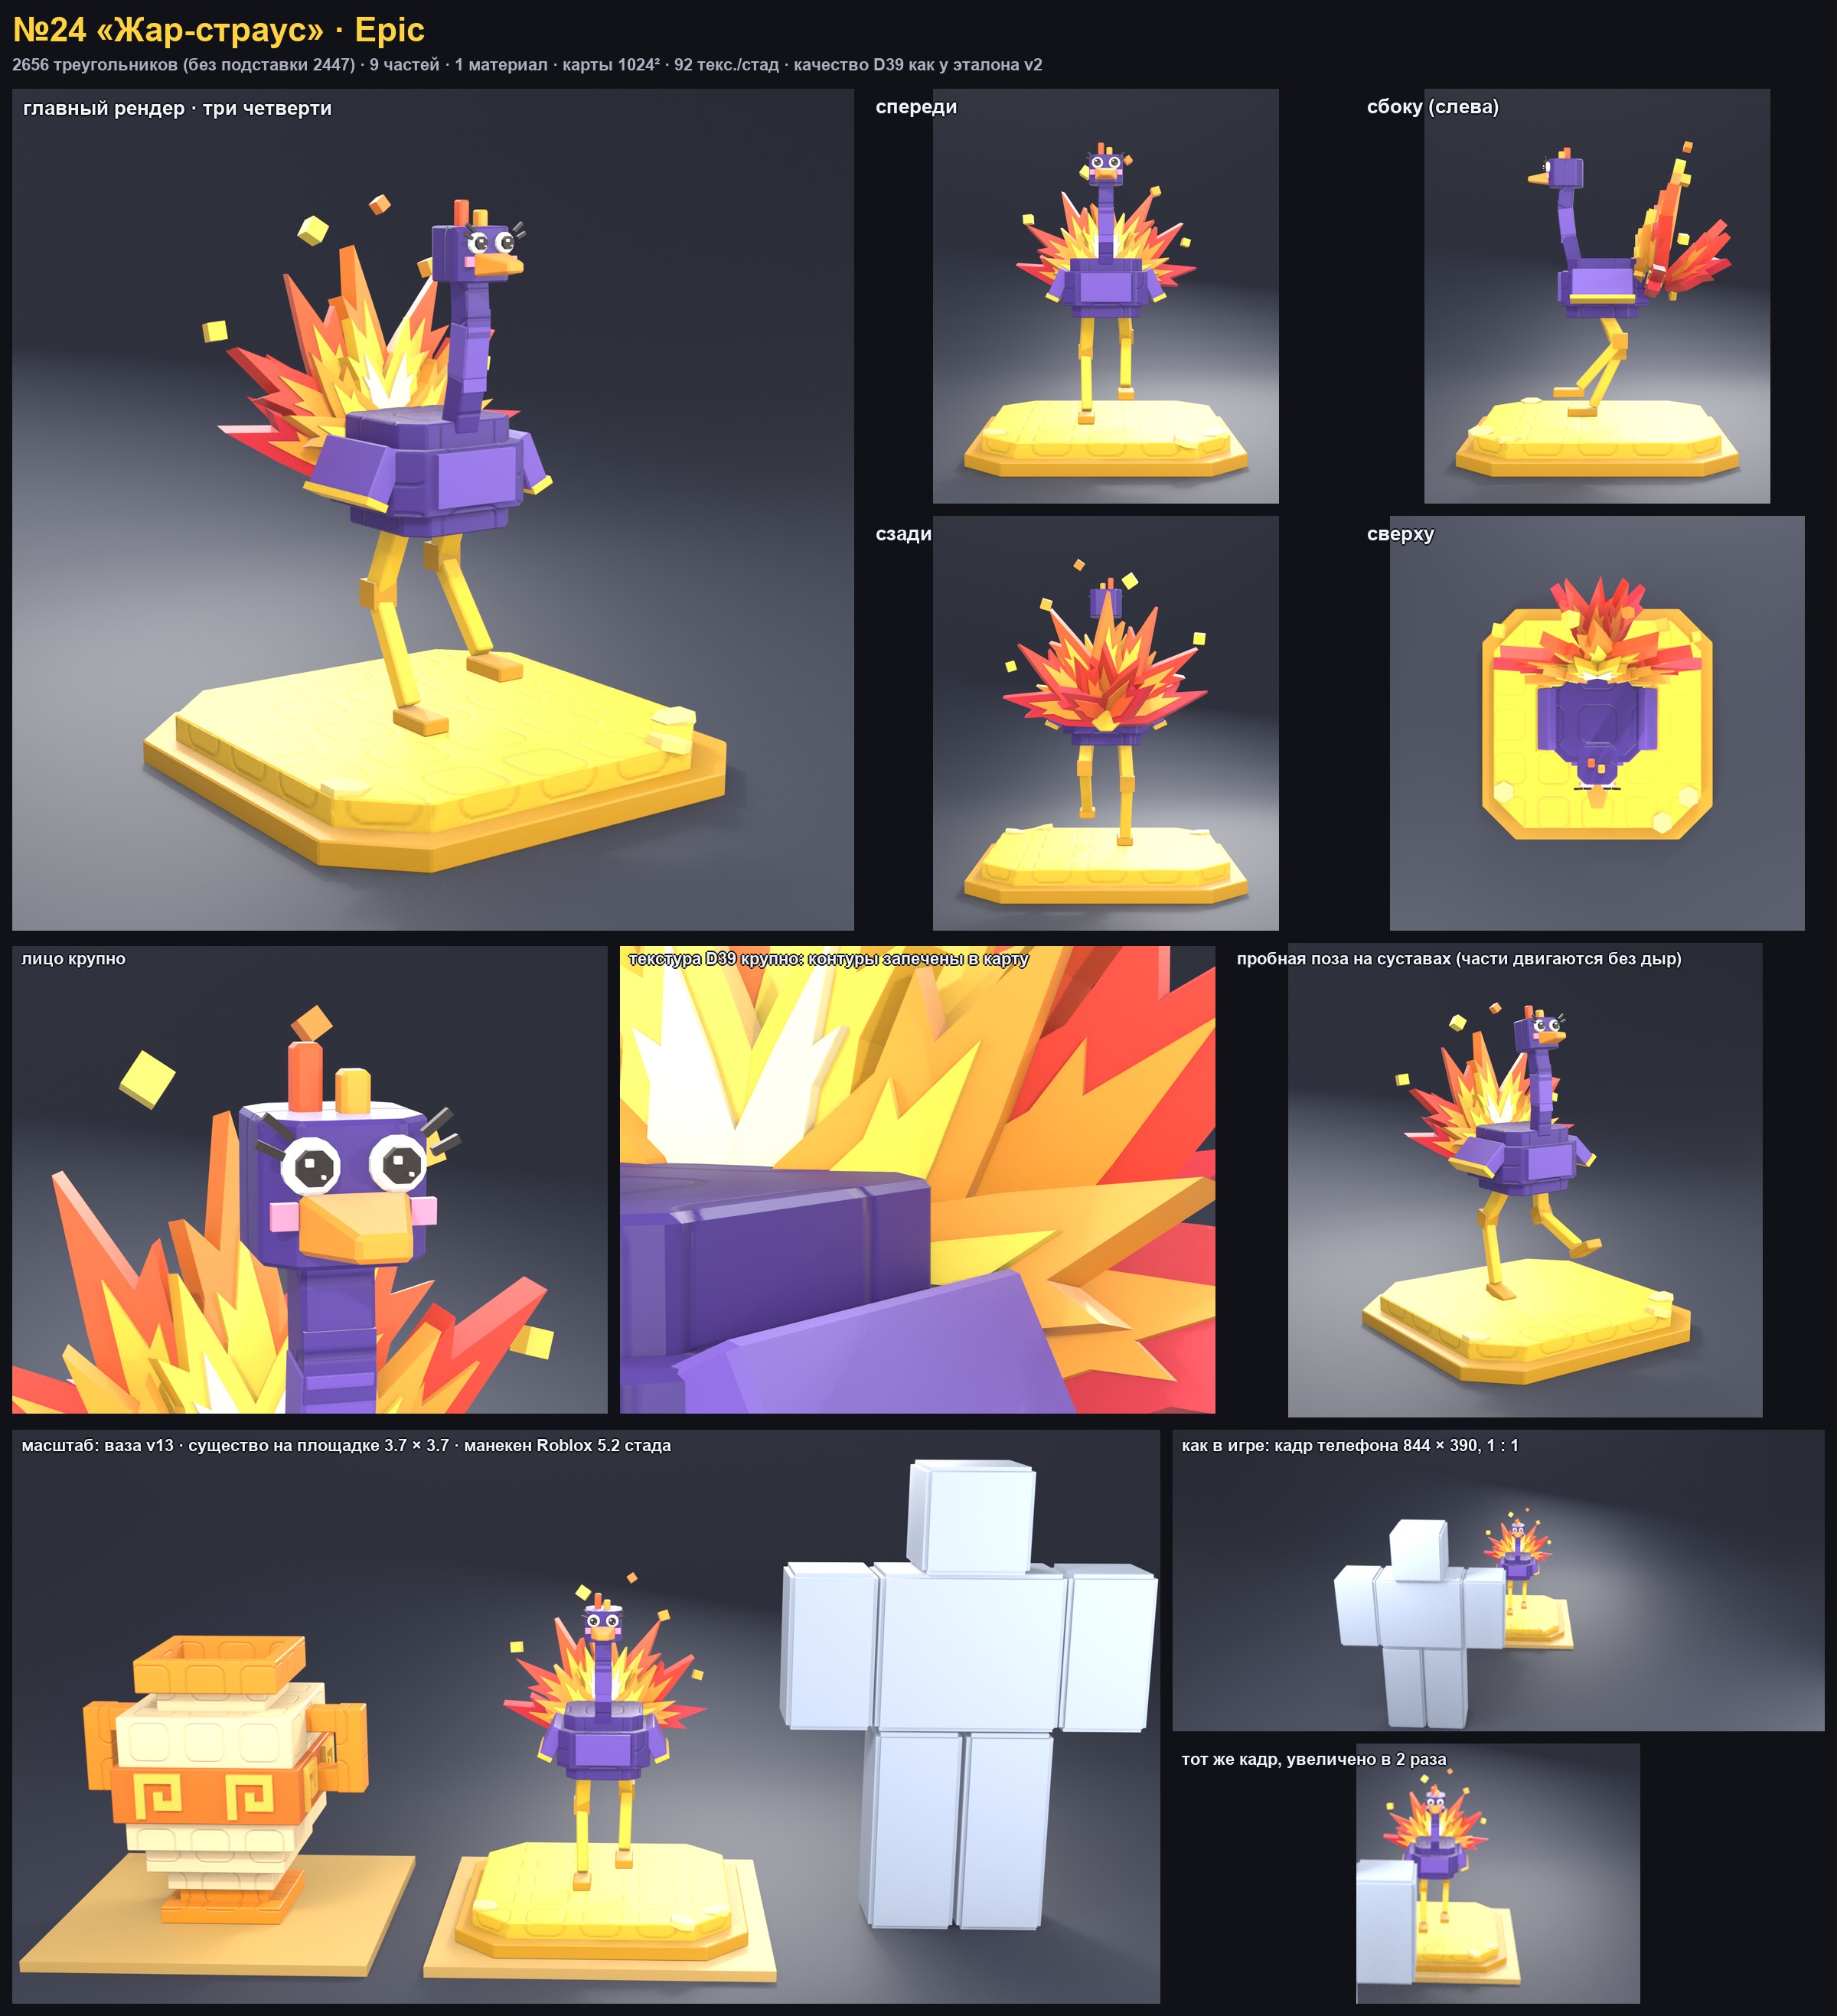 №24 «Жар-страус» · Epic
2656 треугольников (без подставки 2447) · 9 частей · 1 материал · карты 1024² · 92 текс./стад · качество D39 как у эталона v2
главный рендер · три четверти
спереди
сбоку (слева)
сзади
сверху
лицо крупно
текстура D39 крупно: контуры запечены в карту
пробная поза на суставах (части двигаются без дыр)
масштаб: ваза v13 · существо на площадке 3.7 × 3.7 · манекен Roblox 5.2 стада
как в игре: кадр телефона 844 × 390, 1 : 1
тот же кадр, увеличено в 2 раза